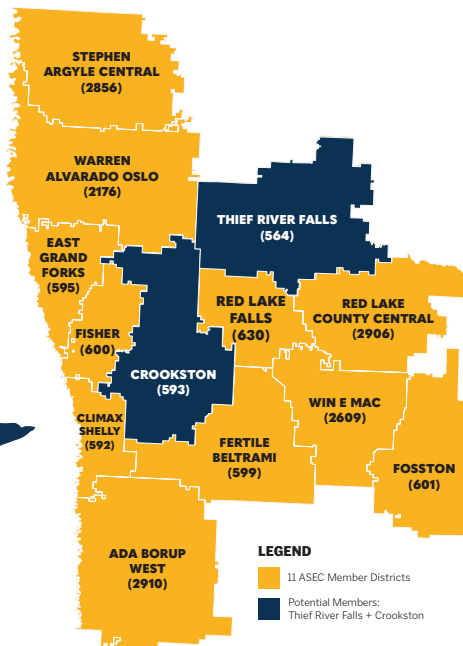 STEPHEN
ARGYLE CENTRAL
(2856)
WARREN
ALVARADO OSLO
(2176)
THIEF RIVER FALLS
(564)
EAST
GRAND
FORKS
(595)
RED LAKE
FALLS
(630)
RED LAKE
COUNTY CENTRAL
(2906)
FISHER
(600)
CROOKSTON
(593)
WIN E MAC
(2609)
CLIMAX
SHELLY
(592)
FERTILE
BELTRAMI
(599)
FOSSTON
(601)
ADA BORUP
WEST
(2910)
LEGEND
11 ASEC Member Districts
Potential Members:
Thief River Falls + Crookston